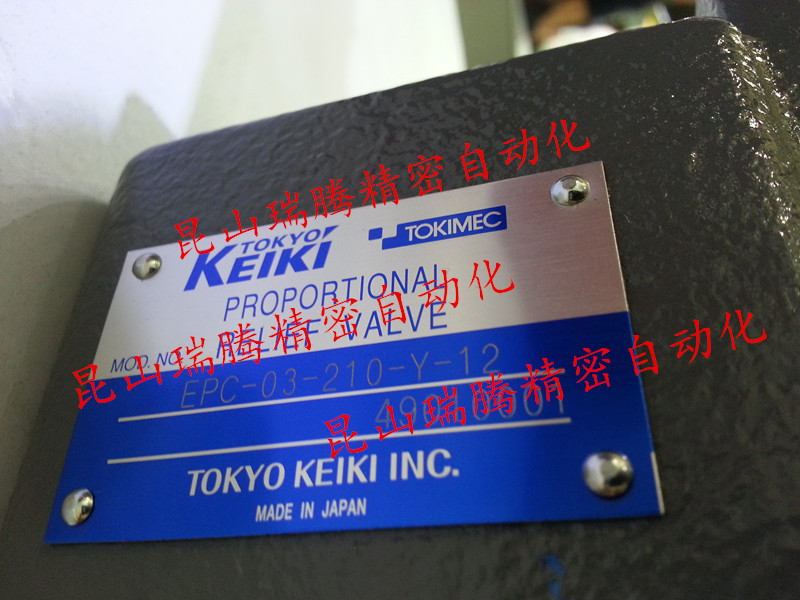 昆山瑞腾精密自动化
TOKYO KEIKI TOKIMEC
PROPORTIONAL
RELIEF VALVE
昆山瑞腾精密自动化
MOD. NO.
EPC-03-210-Y-12
昆山瑞腾精密自动化
TOKYO KEIKI INC.
MADE IN JAPAN